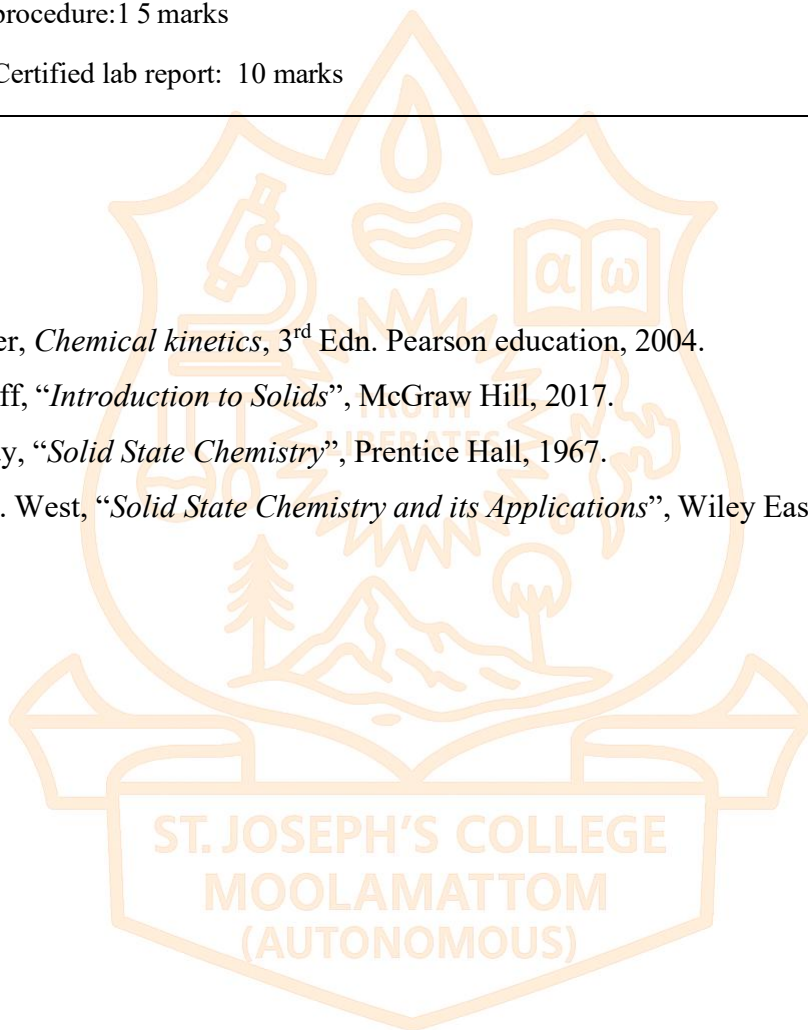 procedure:1 5 marks
Certified lab report: 10 marks
α ω
er, Chemical kinetics, 3rd Edn. Pearson education, 2004.
ff, “Introduction to Solids”, McGraw Hill, 2017.
TRUTH
LIBERATES
y, “Solid State Chemistry”, Prentice Hall, 1967.
. West, “Solid State Chemistry and its Applications”, Wiley Eas
ST. JOSEPH’S COLLEGE
MOOLAMATTOM
(AUTONOMOUS)